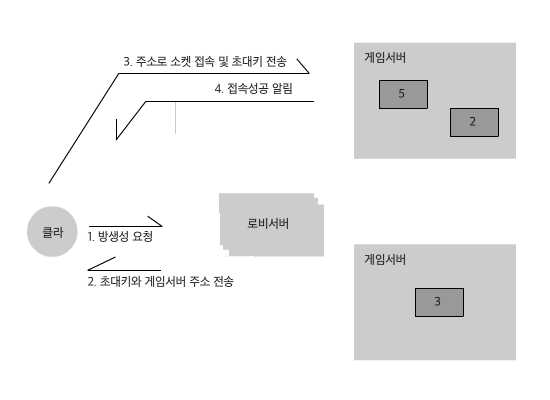 3. 주소로 소켓 접속 및 초대키 전송
4. 접속성공 알림
게임서버
5
2
클라
1. 방생성 요청
로비서버
2. 초대키와 게임서버 주소 전송
게임서버
3